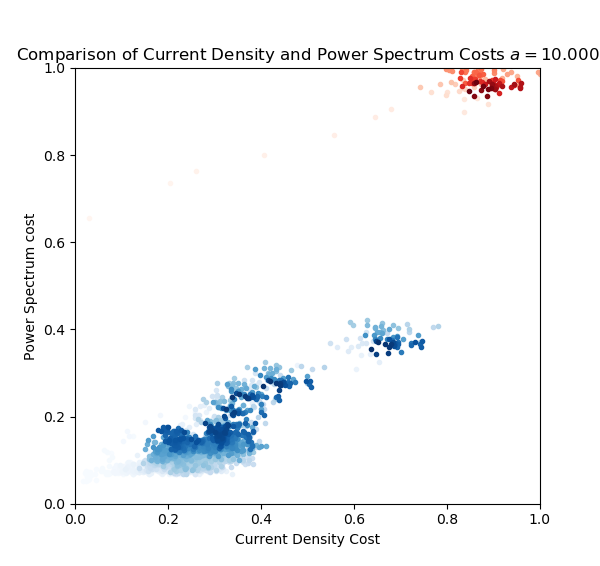 Comparison of Current Density and Power Spectrum Costs a = 10.000
1.0
0.8
0.6
0.4
0.2
0.0
Power Spectrum cost
0.0 0.2 0.4 0.6 0.8 1.0
Current Density Cost